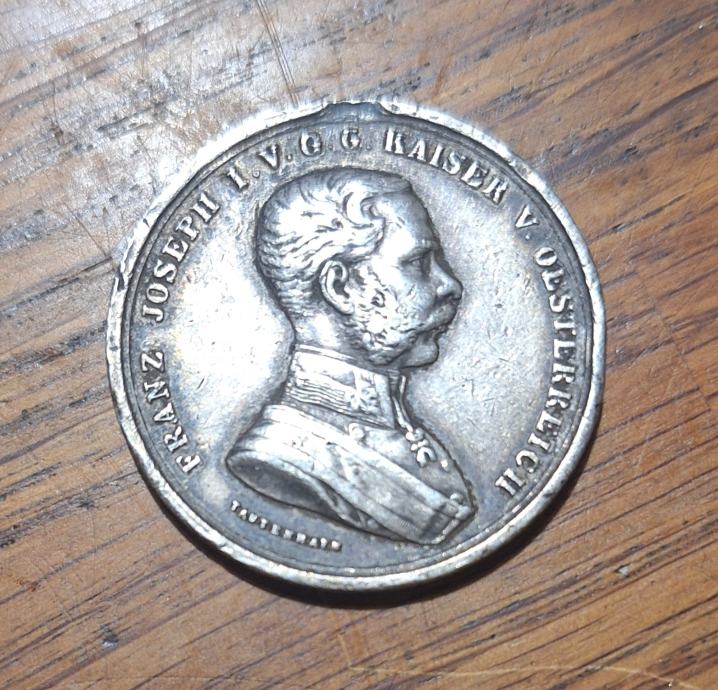 FRANZ JOSEPH I. V. G. G. KAISER V. OESTERREICH
TAUTENHAYN